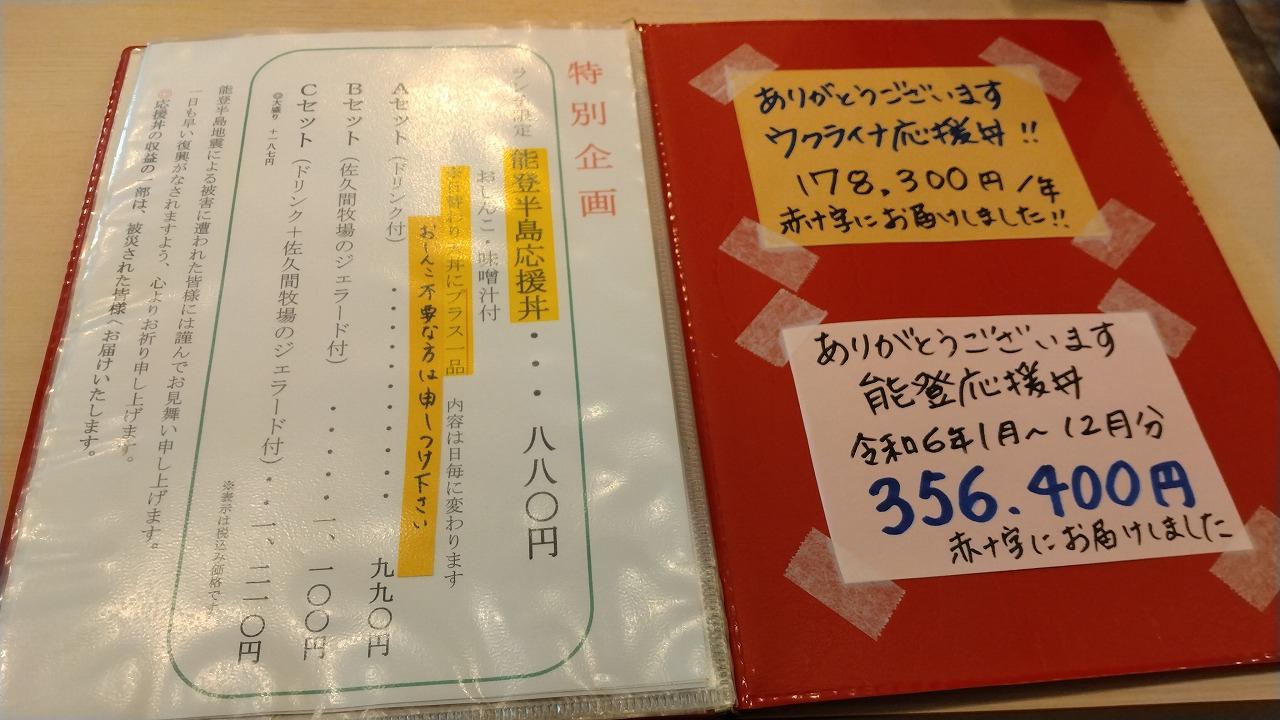 特別企画
ランチ限定 能登半島応援丼・・・八八〇円
おしんこ・味噌汁付
本日替わり天丼にプラス一品 内容は日毎に変わります
おしんこ不要な方は申しつけ下さい
Aセット（ドリンク付）・・・・・・・・・・・・九九〇円
Bセット（佐久間牧場のジェラード付）・・・・・一、一〇〇円
Cセット（ドリンク＋佐久間牧場のジェラード付）・・一、二一〇円
◎大盛り ＋一八七円
※表示は税込み価格です。
能登半島地震による被害に遭われた皆様には謹んでお見舞い申し上げます。
一日も早い復興がなされますよう、心よりお祈り申し上げます。
◎応援丼の収益の一部は、被災された皆様へお届けいたします。
ありがとうございます
ウクライナ応援丼!!
178,300円/年
赤十字にお届けしました!!
ありがとうございます
能登応援丼
令和6年1月～12月分
356.400円
赤十字にお届けしました